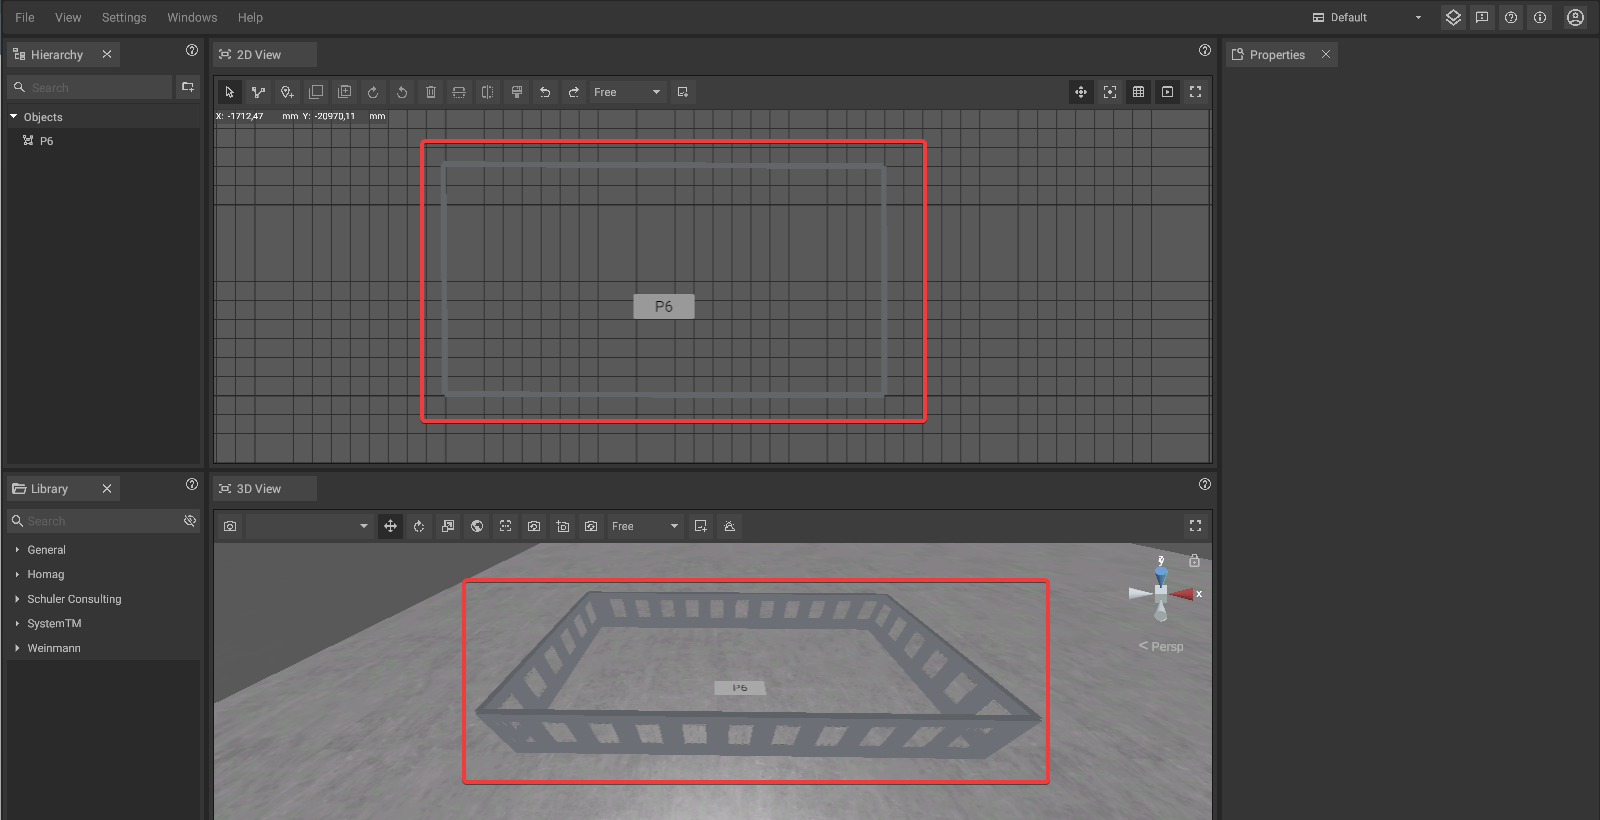 File View Settings Windows Help Default
Hierarchy
Search
Objects
P6
2D View
Free
X: -1712,47 mm Y: -20970,11 mm
P6
Properties
Library
Search
General
Homag
Schuler Consulting
SystemTM
Weinmann
3D View
Free
y
x
< Persp
P6